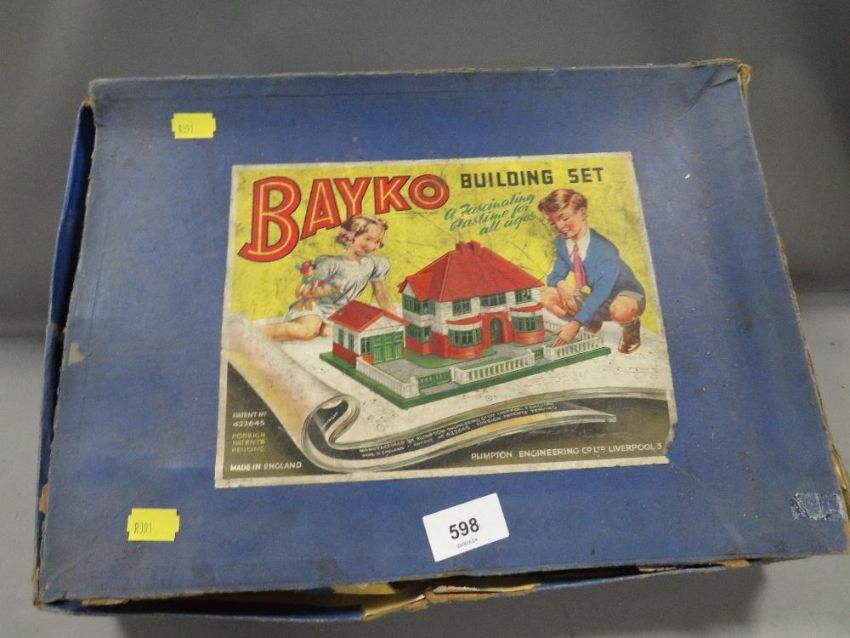 R391
BAYKO
BUILDING SET
A Fascinating
Pastime for
all ages
PATENT NO
422645
FOREIGN
PATENTS
PENDING
MADE IN ENGLAND
PLIMPTON ENGINEERING CO LTD LIVERPOOL 3
R391
598